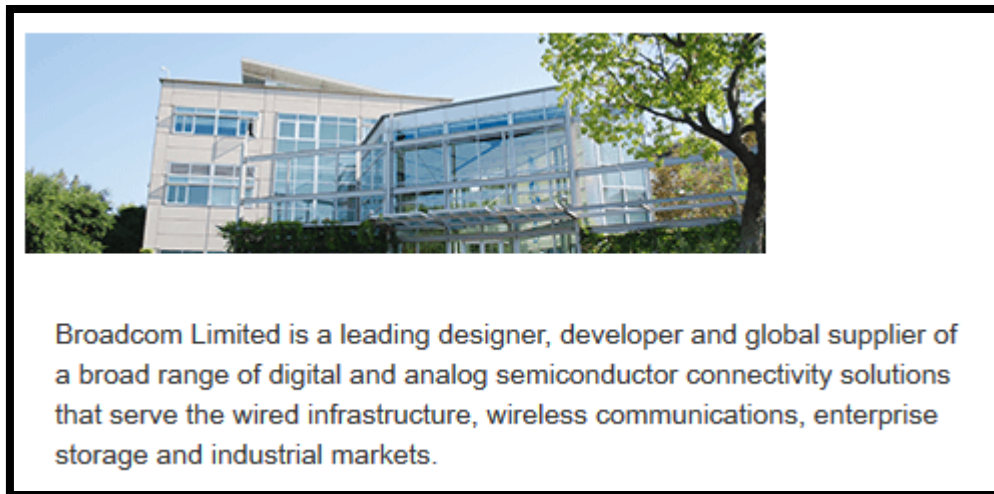 Broadcom Limited is a leading designer, developer and global supplier of
a broad range of digital and analog semiconductor connectivity solutions
that serve the wired infrastructure, wireless communications, enterprise
storage and industrial markets.